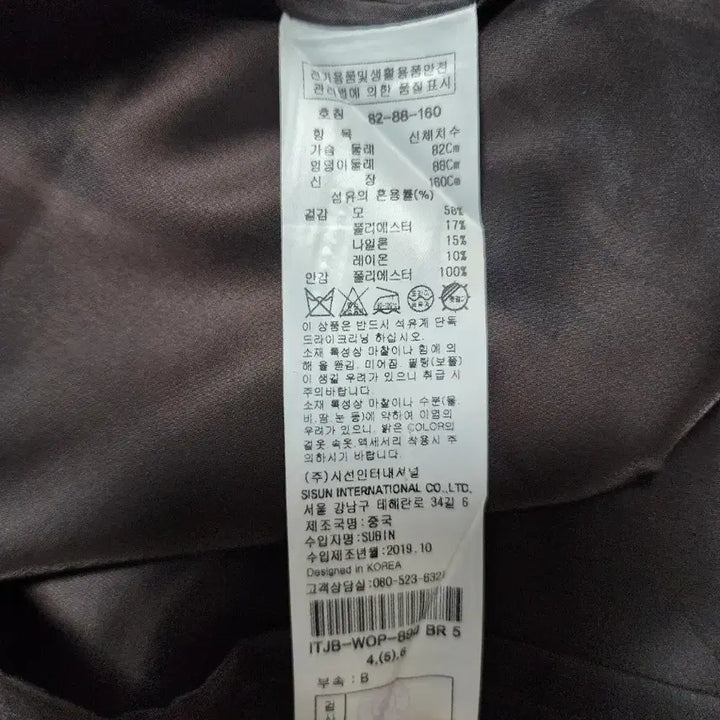 전기용품및생활용품안전
관리법에 의한 품질표시
호칭 82-88-160
항 목 신체치수
가슴 둘레 82Cm
엉덩이둘레 88Cm
신 장 160Cm
섬유의 혼용률(%)
겉감 모 58%
폴리에스터 17%
나일론 15%
레이온 10%
안감 폴리에스터 100%
이 상품은 반드시 석유계 단독
드라이크리닝 하십시오.
소재 특성상 마찰이나 힘에 의
해 올 뜯김. 미어짐. 필링(보풀)
이 생길 우려가 있으니 취급 시
주의바랍니다.
소재 특성상 마찰이나 수분(물,
비.땀.눈 등)에 약하여 이염의
우려가 있으니. 밝은 COLOR의
겉옷 속옷.액세서리 착용시 주
의하시기 바랍니다.
(주)시선인터내셔널
SISUN INTERNATIONAL CO.,LTD.
서울 강남구 테헤란로 34길 6
제조국명:중국
수입자명:SUBIN
수입제조년월:2019.10
Designed in KOREA
고객상담실:080-523-632
ITJB-WOP-89 BR 5
4,(5),6
부속 : B
검